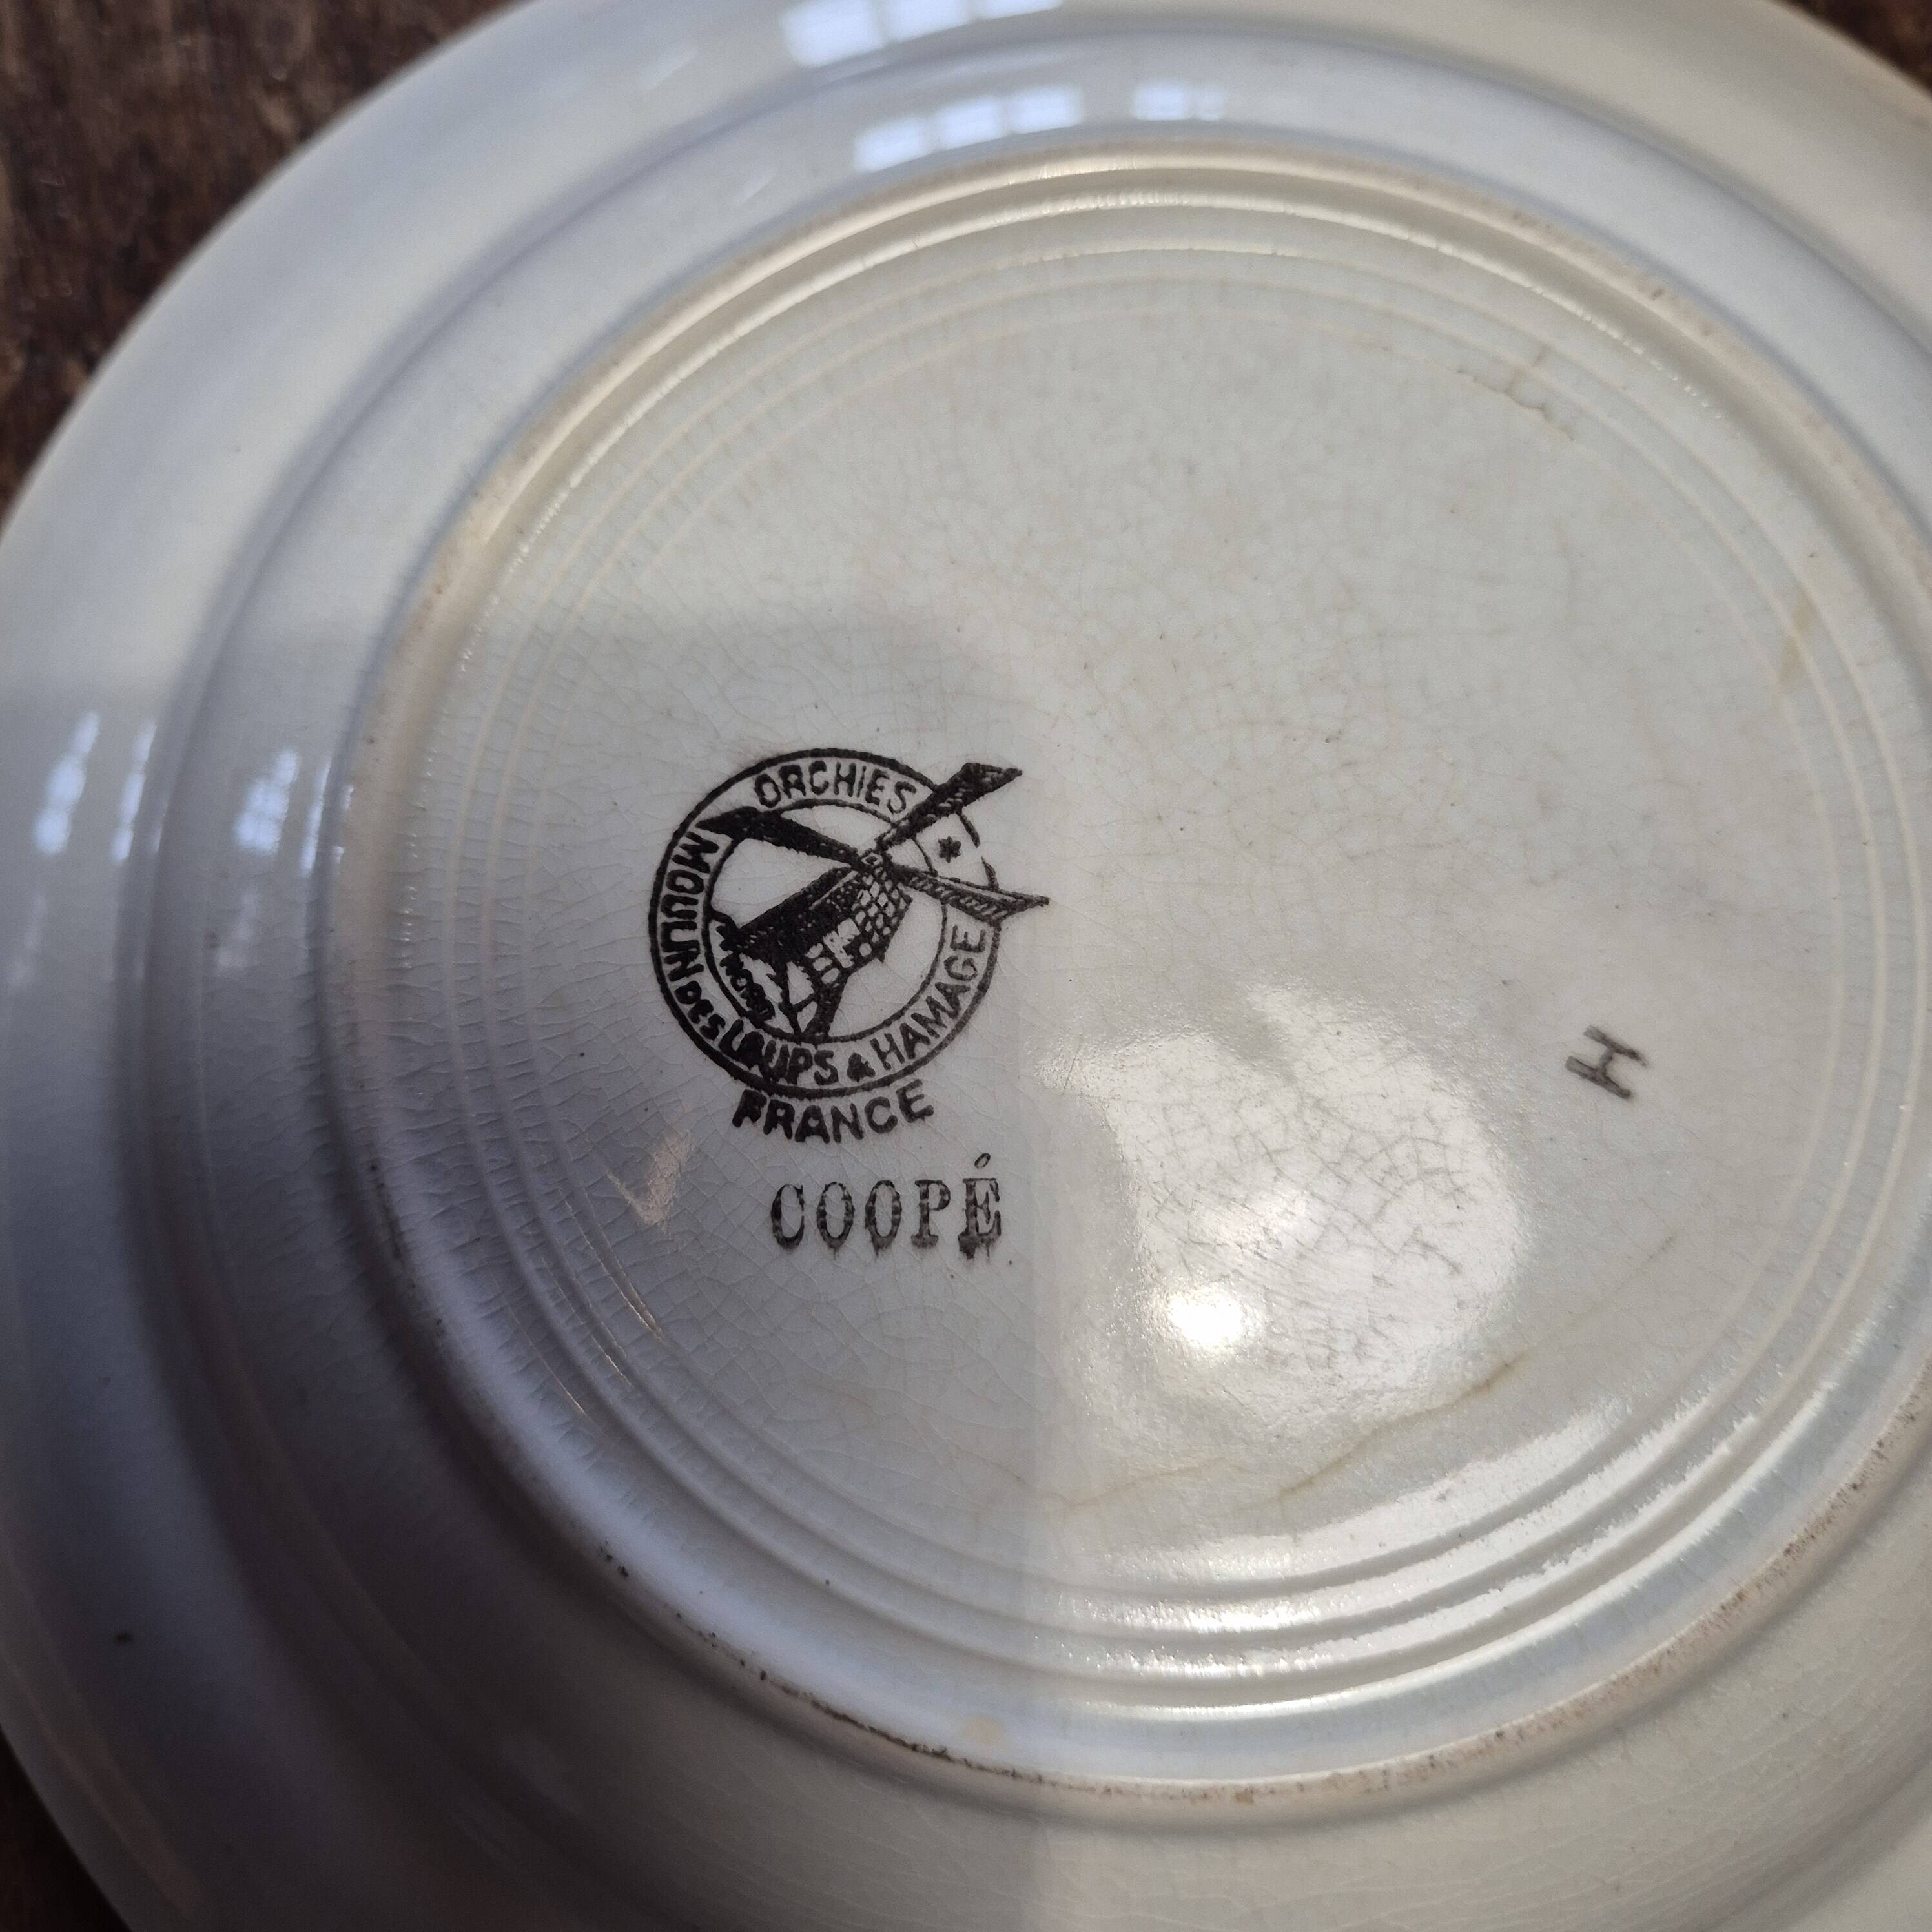 ORCHIES
MOULIN DES LOUPS & HAMAGE
FRANCE
COOPÉ
H